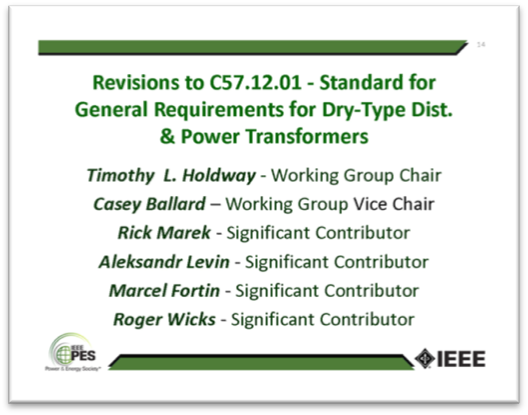 14
Revisions to C57.12.01 - Standard for
General Requirements for Dry-Type Dist.
& Power Transformers
Timothy L. Holdway - Working Group Chair
Casey Ballard – Working Group Vice Chair
Rick Marek - Significant Contributor
Aleksandr Levin - Significant Contributor
Marcel Fortin - Significant Contributor
Roger Wicks - Significant Contributor
IEEE
PES
Power & Energy Society®
IEEE